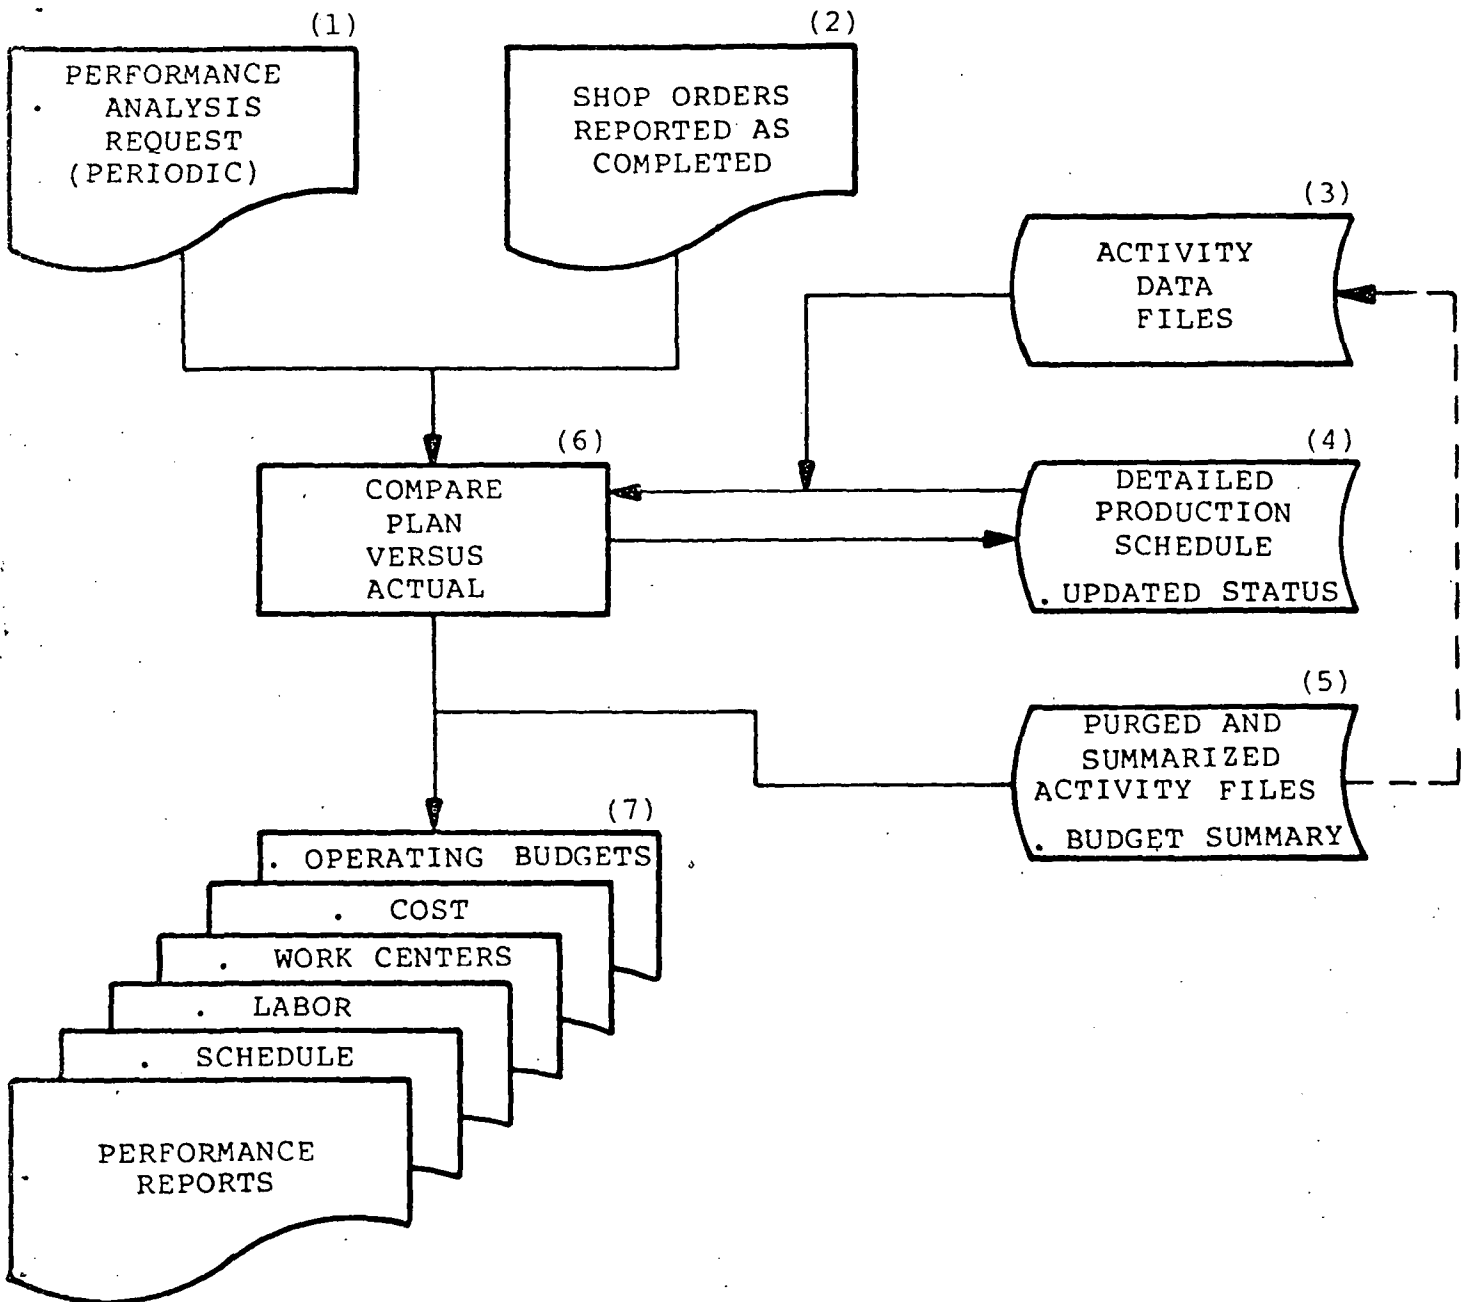 (1)
PERFORMANCE
. ANALYSIS
REQUEST
(PERIODIC)
(2)
SHOP ORDERS
REPORTED AS
COMPLETED
(3)
ACTIVITY
DATA
FILES
(6)
COMPARE
PLAN
VERSUS
ACTUAL
(4)
DETAILED
PRODUCTION
SCHEDULE
. UPDATED STATUS
(5)
PURGED AND
SUMMARIZED
ACTIVITY FILES
. BUDGET SUMMARY
(7)
. OPERATING BUDGETS
. COST
. WORK CENTERS
. LABOR
. SCHEDULE
PERFORMANCE
REPORTS